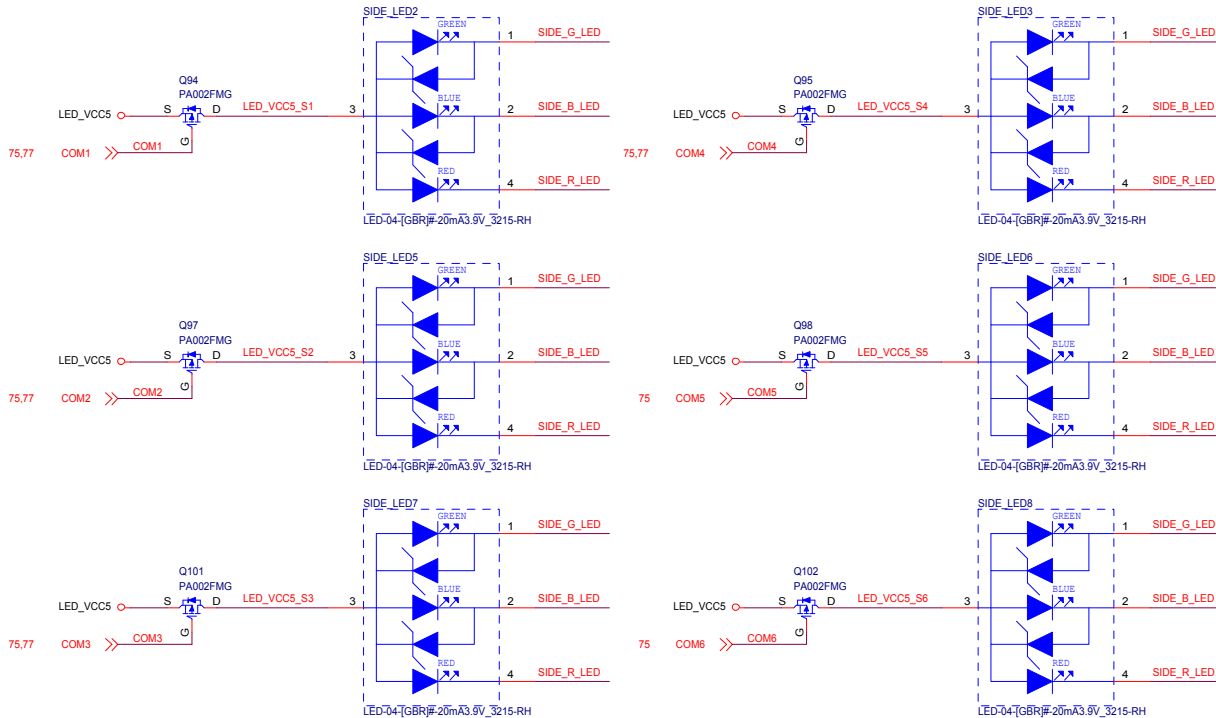 SIDE_LED2
GREEN
1 SIDE_G_LED
Q94
PA002FMG
LED_VCC5 S D LED_VCC5_S1 3
BLUE
2 SIDE_B_LED
G
75,77 COM1 COM1
RED
4 SIDE_R_LED
LED-04-[GBR]#-20mA3.9V_3215-RH
SIDE_LED3
GREEN
1 SIDE_G_LED
Q95
PA002FMG
LED_VCC5 S D LED_VCC5_S4 3
BLUE
2 SIDE_B_LED
G
75,77 COM4 COM4
RED
4 SIDE_R_LED
LED-04-[GBR]#-20mA3.9V_3215-RH
SIDE_LED5
GREEN
1 SIDE_G_LED
Q97
PA002FMG
LED_VCC5 S D LED_VCC5_S2 3
BLUE
2 SIDE_B_LED
G
75,77 COM2 COM2
RED
4 SIDE_R_LED
LED-04-[GBR]#-20mA3.9V_3215-RH
SIDE_LED6
GREEN
1 SIDE_G_LED
Q98
PA002FMG
LED_VCC5 S D LED_VCC5_S5 3
BLUE
2 SIDE_B_LED
G
75 COM5 COM5
RED
4 SIDE_R_LED
LED-04-[GBR]#-20mA3.9V_3215-RH
SIDE_LED7
GREEN
1 SIDE_G_LED
Q101
PA002FMG
LED_VCC5 S D LED_VCC5_S3 3
BLUE
2 SIDE_B_LED
G
75,77 COM3 COM3
RED
4 SIDE_R_LED
LED-04-[GBR]#-20mA3.9V_3215-RH
SIDE_LED8
GREEN
1 SIDE_G_LED
Q102
PA002FMG
LED_VCC5 S D LED_VCC5_S6 3
BLUE
2 SIDE_B_LED
G
75 COM6 COM6
RED
4 SIDE_R_LED
LED-04-[GBR]#-20mA3.9V_3215-RH